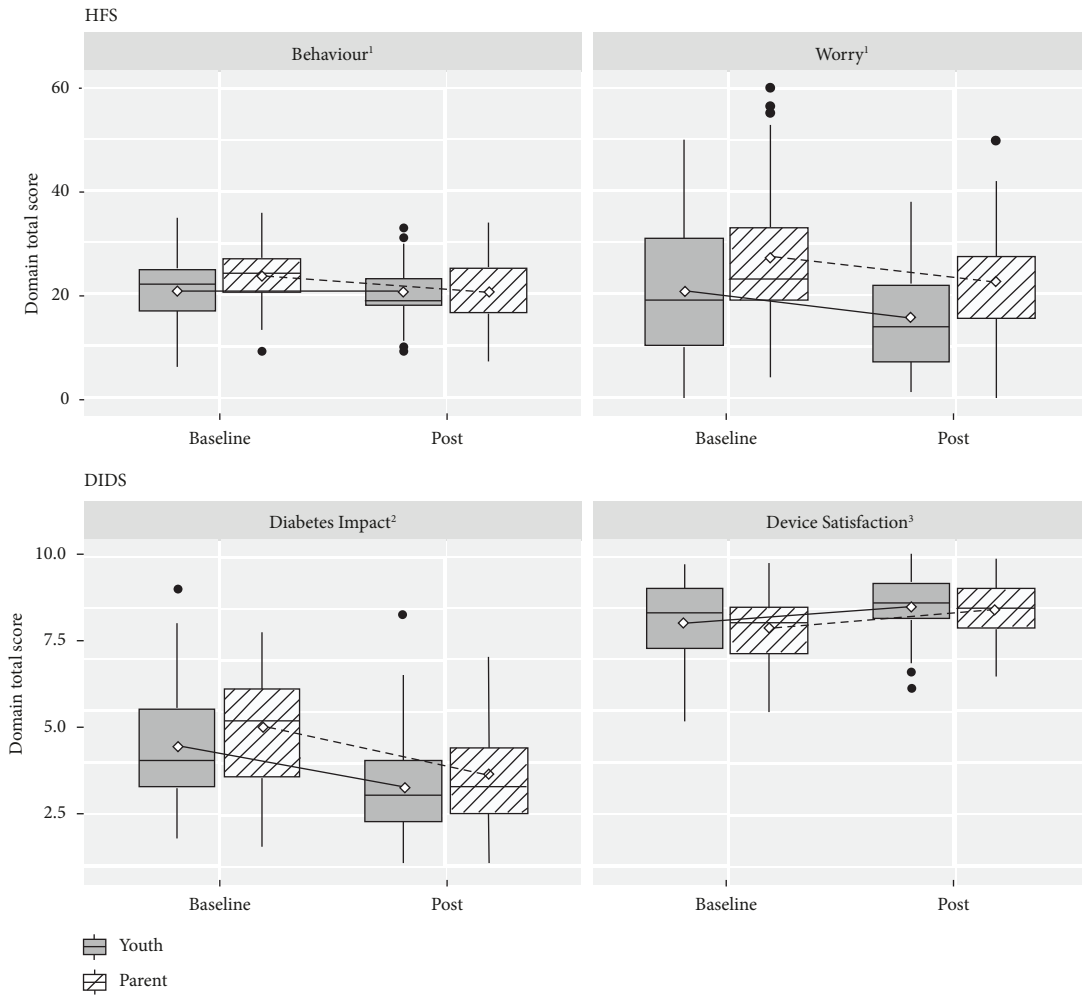 HFS
Behaviour¹
Worry¹
Domain total score
60
40
20
0
Baseline
Post
Baseline
Post
DIDS
Diabetes Impact²
Device Satisfaction³
Domain total score
10.0
7.5
5.0
2.5
Baseline
Post
Baseline
Post
Youth
Parent